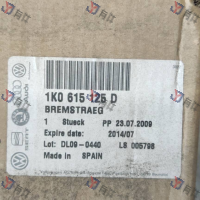 1K0 615 125 D
BREMSTRAEG
1 Stueck PP 23.07.2009
Expire date: 2014/07
Lot: DL09-0440 LS 005798
Made in SPAIN